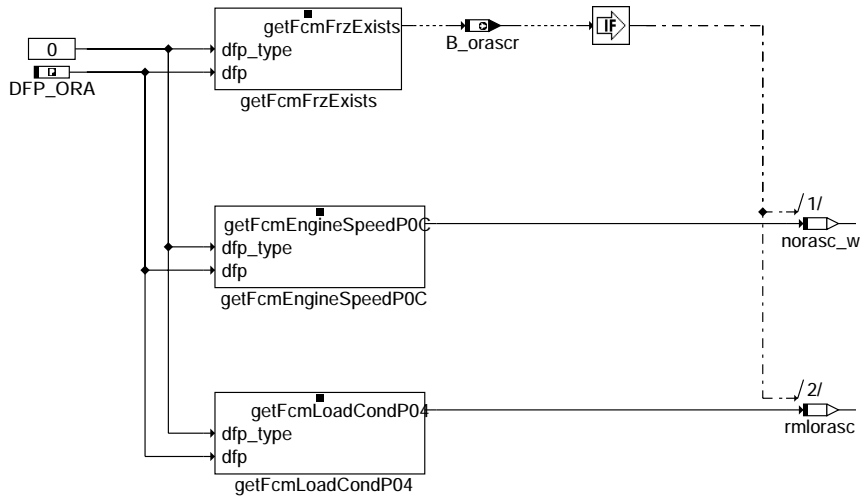 getFcmFrzExists
0
dfp_type
B_orascr
IF
dfp
DFP_ORA
getFcmFrzExists
/ 1/
getFcmEngineSpeedP0C
dfp_type
norasc_w
dfp
getFcmEngineSpeedP0C
/ 2/
getFcmLoadCondP04
rmlorasc
dfp_type
dfp
getFcmLoadCondP04